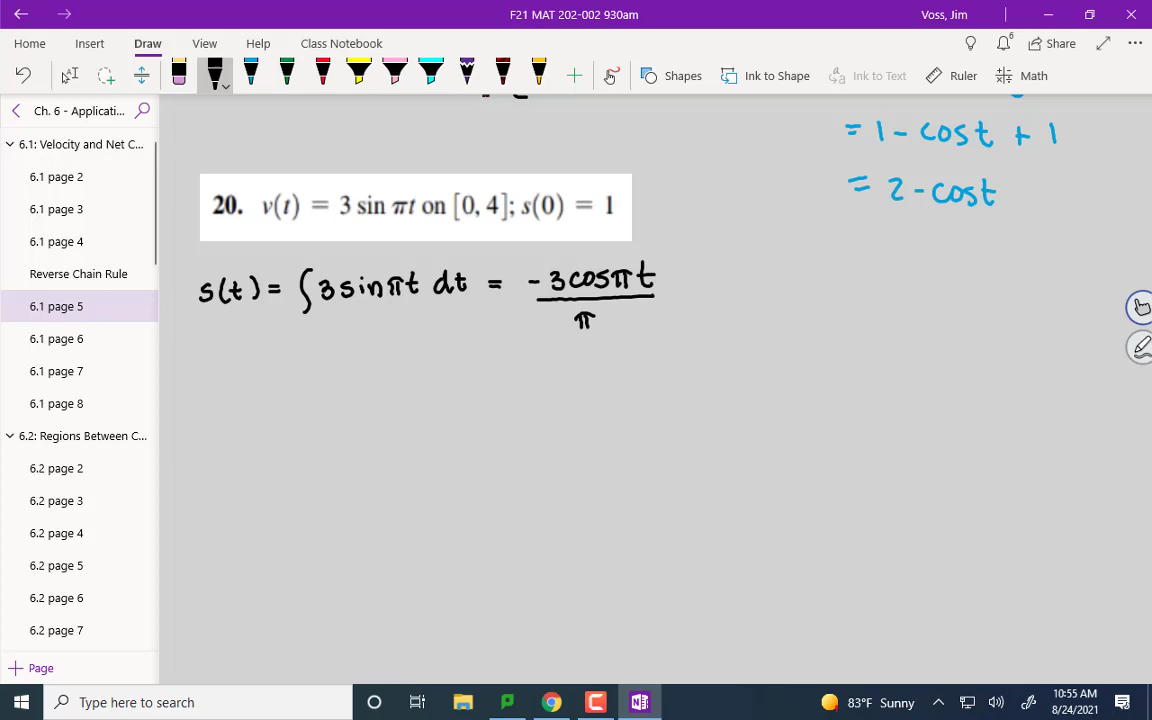 F21 MAT 202-002 930am
Voss, Jim
Home Insert Draw View Help Class Notebook
Share
Shapes Ink to Shape Ink to Text Ruler Math
Ch. 6 - Applicati...
6.1: Velocity and Net C...
6.1 page 2
6.1 page 3
6.1 page 4
Reverse Chain Rule
6.1 page 5
6.1 page 6
6.1 page 7
6.1 page 8
6.2: Regions Between C...
6.2 page 2
6.2 page 3
6.2 page 4
6.2 page 5
6.2 page 6
6.2 page 7
Page
= 1 - cost + 1
= 2 - cost
20. v(t) = 3 sin πt on [0, 4]; s(0) = 1
s(t) = ∫ 3 sin πt dt = -3 cos πt
π
Type here to search
83°F Sunny
10:55 AM
8/24/2021